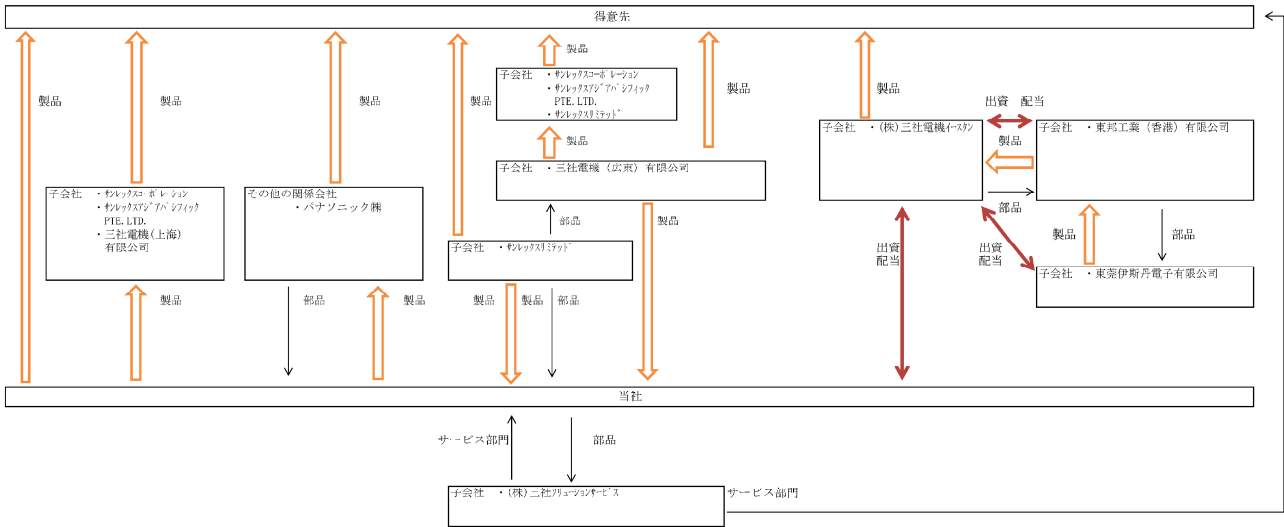 得意先
製品
製品
製品
製品
製品
子会社 ・サンレックスコーポレーション
・サンレックスアジアパシフィック
PTE. LTD.
・サンレックスリミテッド
製品
製品
製品
出資 配当
子会社 ・(株)三社電機イースタン
子会社 ・東邦工業（香港）有限公司
製品
部品
子会社 ・三社電機（広東）有限公司
子会社 ・サンレックスコーポレーション
・サンレックスアジアパシフィック
PTE. LTD.
・三社電機(上海)
有限公司
その他の関係会社
・パナソニック㈱
部品
製品
子会社 ・サンレックスリミテッド
出資
配当
出資
配当
製品
部品
子会社 ・東莞伊斯丹電子有限公司
製品
部品
製品
製品
製品
部品
当社
サービス部門
部品
子会社 ・(株)三社ソリューションサービス
サービス部門